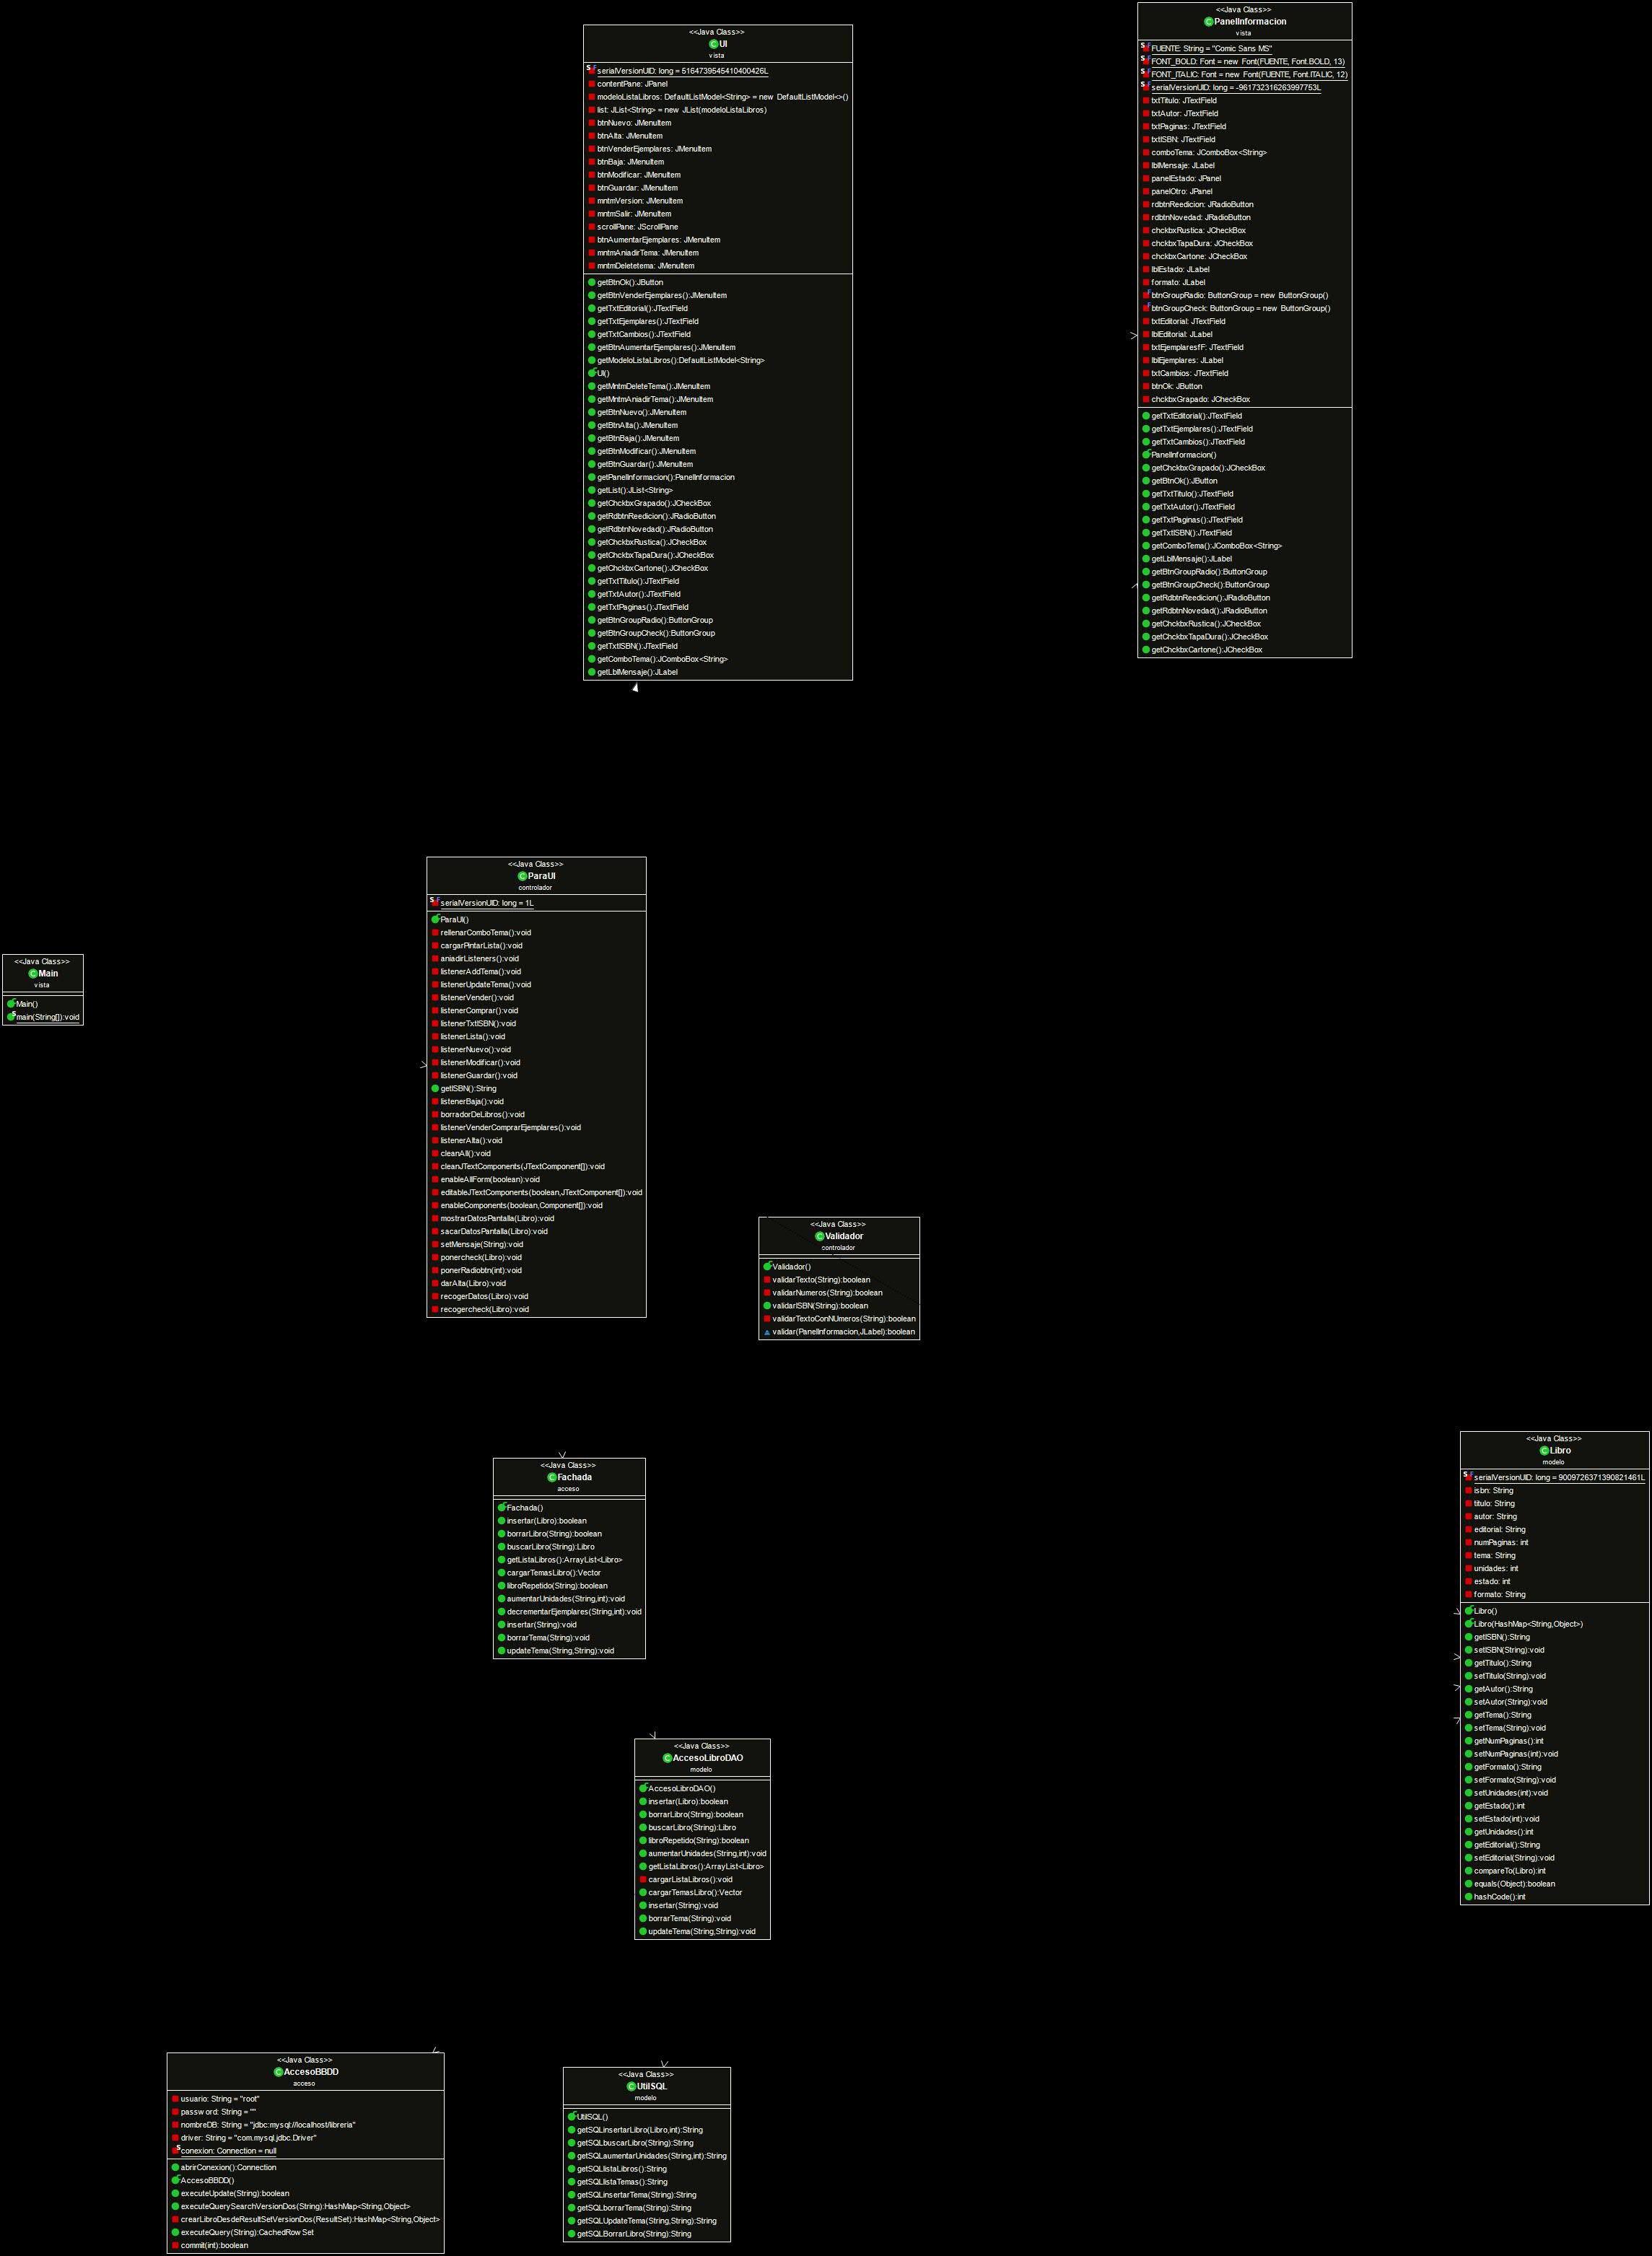 <<Java Class>>
UI
vista
serialVersionUID: long = 5164739545410400426L
contentPane: JPanel
modeloListaLibros: DefaultListModel<String> = new DefaultListModel<>()
list: JList<String> = new JList(modeloListaLibros)
btnNuevo: JMenuItem
btnAlta: JMenuItem
btnVenderEjemplares: JMenuItem
btnBaja: JMenuItem
btnModificar: JMenuItem
btnGuardar: JMenuItem
mntmVersion: JMenuItem
mntmSalir: JMenuItem
scrollPane: JScrollPane
btnAumentarEjemplares: JMenuItem
mntmAniadirTema: JMenuItem
mntmDeletetema: JMenuItem
getBtnOk():JButton
getBtnVenderEjemplares():JMenuItem
getTxtEditorial():JTextField
getTxtEjemplares():JTextField
getTxtCambios():JTextField
getBtnAumentarEjemplares():JMenuItem
getModeloListaLibros():DefaultListModel<String>
UI()
getMntmDeleteTema():JMenuItem
getMntmAniadirTema():JMenuItem
getBtnNuevo():JMenuItem
getBtnAlta():JMenuItem
getBtnBaja():JMenuItem
getBtnModificar():JMenuItem
getBtnGuardar():JMenuItem
getPanelInformacion():PanelInformacion
getList():JList<String>
getChckbxGrapado():JCheckBox
getRdbtnReedicion():JRadioButton
getRdbtnNovedad():JRadioButton
getChckbxRustica():JCheckBox
getChckbxTapaDura():JCheckBox
getChckbxCartone():JCheckBox
getTxtTitulo():JTextField
getTxtAutor():JTextField
getTxtPaginas():JTextField
getBtnGroupRadio():ButtonGroup
getBtnGroupCheck():ButtonGroup
getTxtISBN():JTextField
getComboTema():JComboBox<String>
getLblMensaje():JLabel
<<Java Class>>
PanelInformacion
vista
FUENTE: String = "Comic Sans MS"
FONT_BOLD: Font = new Font(FUENTE, Font.BOLD, 13)
FONT_ITALIC: Font = new Font(FUENTE, Font.ITALIC, 12)
serialVersionUID: long = -961732316263997753L
txtTitulo: JTextField
txtAutor: JTextField
txtPaginas: JTextField
txtISBN: JTextField
comboTema: JComboBox<String>
lblMensaje: JLabel
panelEstado: JPanel
panelOtro: JPanel
rdbtnReedicion: JRadioButton
rdbtnNovedad: JRadioButton
chckbxRustica: JCheckBox
chckbxTapaDura: JCheckBox
chckbxCartone: JCheckBox
lblEstado: JLabel
formato: JLabel
btnGroupRadio: ButtonGroup = new ButtonGroup()
btnGroupCheck: ButtonGroup = new ButtonGroup()
txtEditorial: JTextField
lblEditorial: JLabel
txtEjemplaresfF: JTextField
lblEjemplares: JLabel
txtCambios: JTextField
btnOk: JButton
chckbxGrapado: JCheckBox
getTxtEditorial():JTextField
getTxtEjemplares():JTextField
getTxtCambios():JTextField
PanelInformacion()
getChckbxGrapado():JCheckBox
getBtnOk():JButton
getTxtTitulo():JTextField
getTxtAutor():JTextField
getTxtPaginas():JTextField
getTxtISBN():JTextField
getComboTema():JComboBox<String>
getLblMensaje():JLabel
getBtnGroupRadio():ButtonGroup
getBtnGroupCheck():ButtonGroup
getRdbtnReedicion():JRadioButton
getRdbtnNovedad():JRadioButton
getChckbxRustica():JCheckBox
getChckbxTapaDura():JCheckBox
getChckbxCartone():JCheckBox
<<Java Class>>
ParaUI
controlador
serialVersionUID: long = 1L
ParaUI()
rellenarComboTema():void
cargarPintarLista():void
aniadirListeners():void
listenerAddTema():void
listenerUpdateTema():void
listenerVender():void
listenerComprar():void
listenerTxtISBN():void
listenerLista():void
listenerNuevo():void
listenerModificar():void
listenerGuardar():void
getISBN():String
listenerBaja():void
borradorDeLibros():void
listenerVenderComprarEjemplares():void
listenerAlta():void
cleanAll():void
cleanJTextComponents(JTextComponent[]):void
enableAllForm(boolean):void
editableJTextComponents(boolean,JTextComponent[]):void
enableComponents(boolean,Component[]):void
mostrarDatosPantalla(Libro):void
sacarDatosPantalla(Libro):void
setMensaje(String):void
ponercheck(Libro):void
ponerRadiobtn(int):void
darAlta(Libro):void
recogerDatos(Libro):void
recogercheck(Libro):void
<<Java Class>>
Main
vista
Main()
main(String[]):void
<<Java Class>>
Validador
controlador
Validador()
validarTexto(String):boolean
validarNumeros(String):boolean
validarISBN(String):boolean
validarTextoConNUmeros(String):boolean
validar(PanelInformacion,JLabel):boolean
<<Java Class>>
Fachada
acceso
Fachada()
insertar(Libro):boolean
borrarLibro(String):boolean
buscarLibro(String):Libro
getListaLibros():ArrayList<Libro>
cargarTemasLibro():Vector
libroRepetido(String):boolean
aumentarUnidades(String,int):void
decrementarEjemplares(String,int):void
insertar(String):void
borrarTema(String):void
updateTema(String,String):void
<<Java Class>>
Libro
modelo
serialVersionUID: long = 9009726371390821461L
isbn: String
titulo: String
autor: String
editorial: String
numPaginas: int
tema: String
unidades: int
estado: int
formato: String
Libro()
Libro(HashMap<String,Object>)
getISBN():String
setISBN(String):void
getTitulo():String
setTitulo(String):void
getAutor():String
setAutor(String):void
getTema():String
setTema(String):void
getNumPaginas():int
setNumPaginas(int):void
getFormato():String
setFormato(String):void
setUnidades(int):void
getEstado():int
setEstado(int):void
getUnidades():int
getEditorial():String
setEditorial(String):void
compareTo(Libro):int
equals(Object):boolean
hashCode():int
<<Java Class>>
AccesoLibroDAO
modelo
AccesoLibroDAO()
insertar(Libro):boolean
borrarLibro(String):boolean
buscarLibro(String):Libro
libroRepetido(String):boolean
aumentarUnidades(String,int):void
getListaLibros():ArrayList<Libro>
cargarListaLibros():void
cargarTemasLibro():Vector
insertar(String):void
borrarTema(String):void
updateTema(String,String):void
<<Java Class>>
AccesoBBDD
acceso
usuario: String = "root"
password: String = ""
nombreDB: String = "jdbc:mysql://localhost/libreria"
driver: String = "com.mysql.jdbc.Driver"
conexion: Connection = null
abrirConexion():Connection
AccesoBBDD()
executeUpdate(String):boolean
executeQuerySearchVersionDos(String):HashMap<String,Object>
crearLibroDesdeResultSetVersionDos(ResultSet):HashMap<String,Object>
executeQuery(String):CachedRowSet
commit(int):boolean
<<Java Class>>
UtilSQL
modelo
UtilSQL()
getSQLinsertarLibro(Libro,int):String
getSQLbuscarLibro(String):String
getSQLaumentarUnidades(String,int):String
getSQLlistaLibros():String
getSQLlistaTemas():String
getSQLinsertarTema(String):String
getSQLborrarTema(String):String
getSQLUpdateTema(String,String):String
getSQLBorrarLibro(String):String